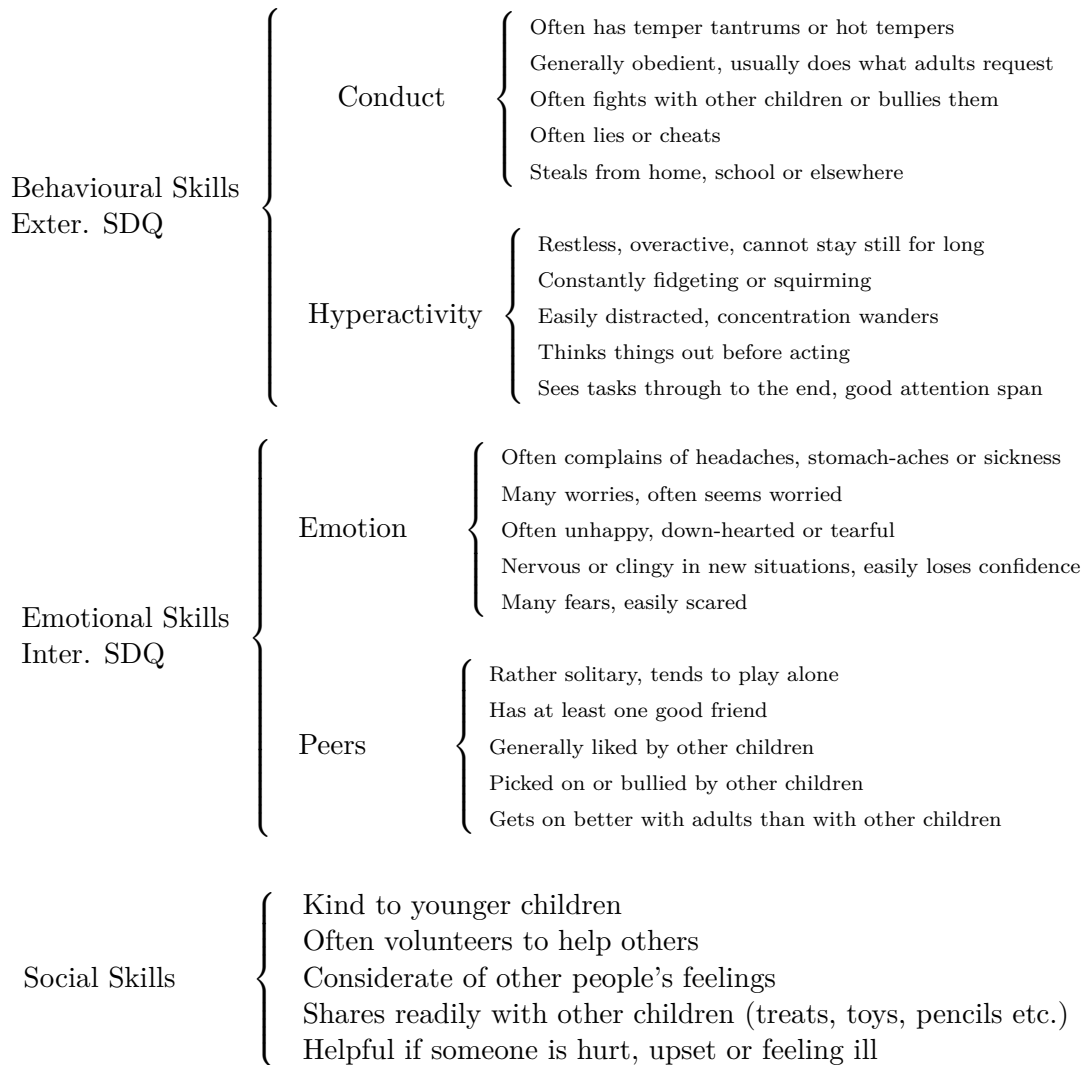 Behavioural Skills
Exter. SDQ
Conduct
Often has temper tantrums or hot tempers
Generally obedient, usually does what adults request
Often fights with other children or bullies them
Often lies or cheats
Steals from home, school or elsewhere
Hyperactivity
Restless, overactive, cannot stay still for long
Constantly fidgeting or squirming
Easily distracted, concentration wanders
Thinks things out before acting
Sees tasks through to the end, good attention span
Emotional Skills
Inter. SDQ
Emotion
Often complains of headaches, stomach-aches or sickness
Many worries, often seems worried
Often unhappy, down-hearted or tearful
Nervous or clingy in new situations, easily loses confidence
Many fears, easily scared
Peers
Rather solitary, tends to play alone
Has at least one good friend
Generally liked by other children
Picked on or bullied by other children
Gets on better with adults than with other children
Social Skills
Kind to younger children
Often volunteers to help others
Considerate of other people's feelings
Shares readily with other children (treats, toys, pencils etc.)
Helpful if someone is hurt, upset or feeling ill